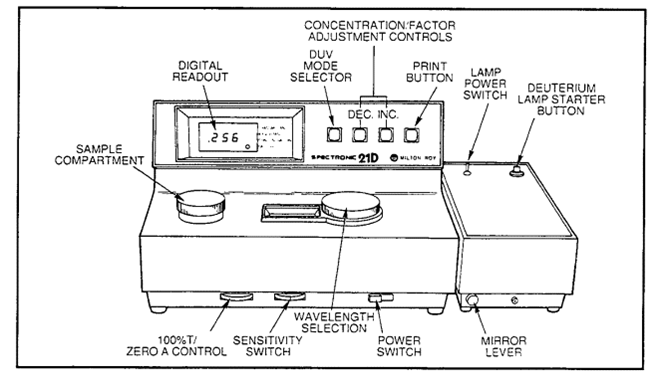 CONCENTRATION/FACTOR
ADJUSTMENT CONTROLS
DUV
MODE
SELECTOR
DIGITAL
READOUT
PRINT
BUTTON
LAMP
POWER
SWITCH
DEUTERIUM
LAMP STARTER
BUTTON
DEC. INC.
.256
SAMPLE
COMPARTMENT
SPECTRONIC 21D MILTON ROY
WAVELENGTH
SELECTION
100%T/
ZERO A CONTROL
SENSITIVITY
SWITCH
POWER
SWITCH
MIRROR
LEVER